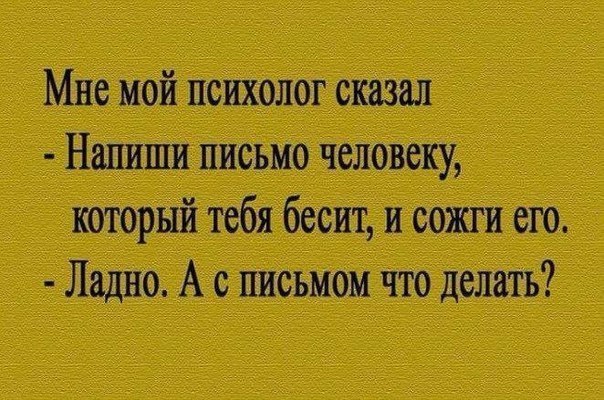 Мне мой психолог сказал
- Напиши письмо человеку,
который тебя бесит, и сожги его.
- Ладно. А с письмом что делать?